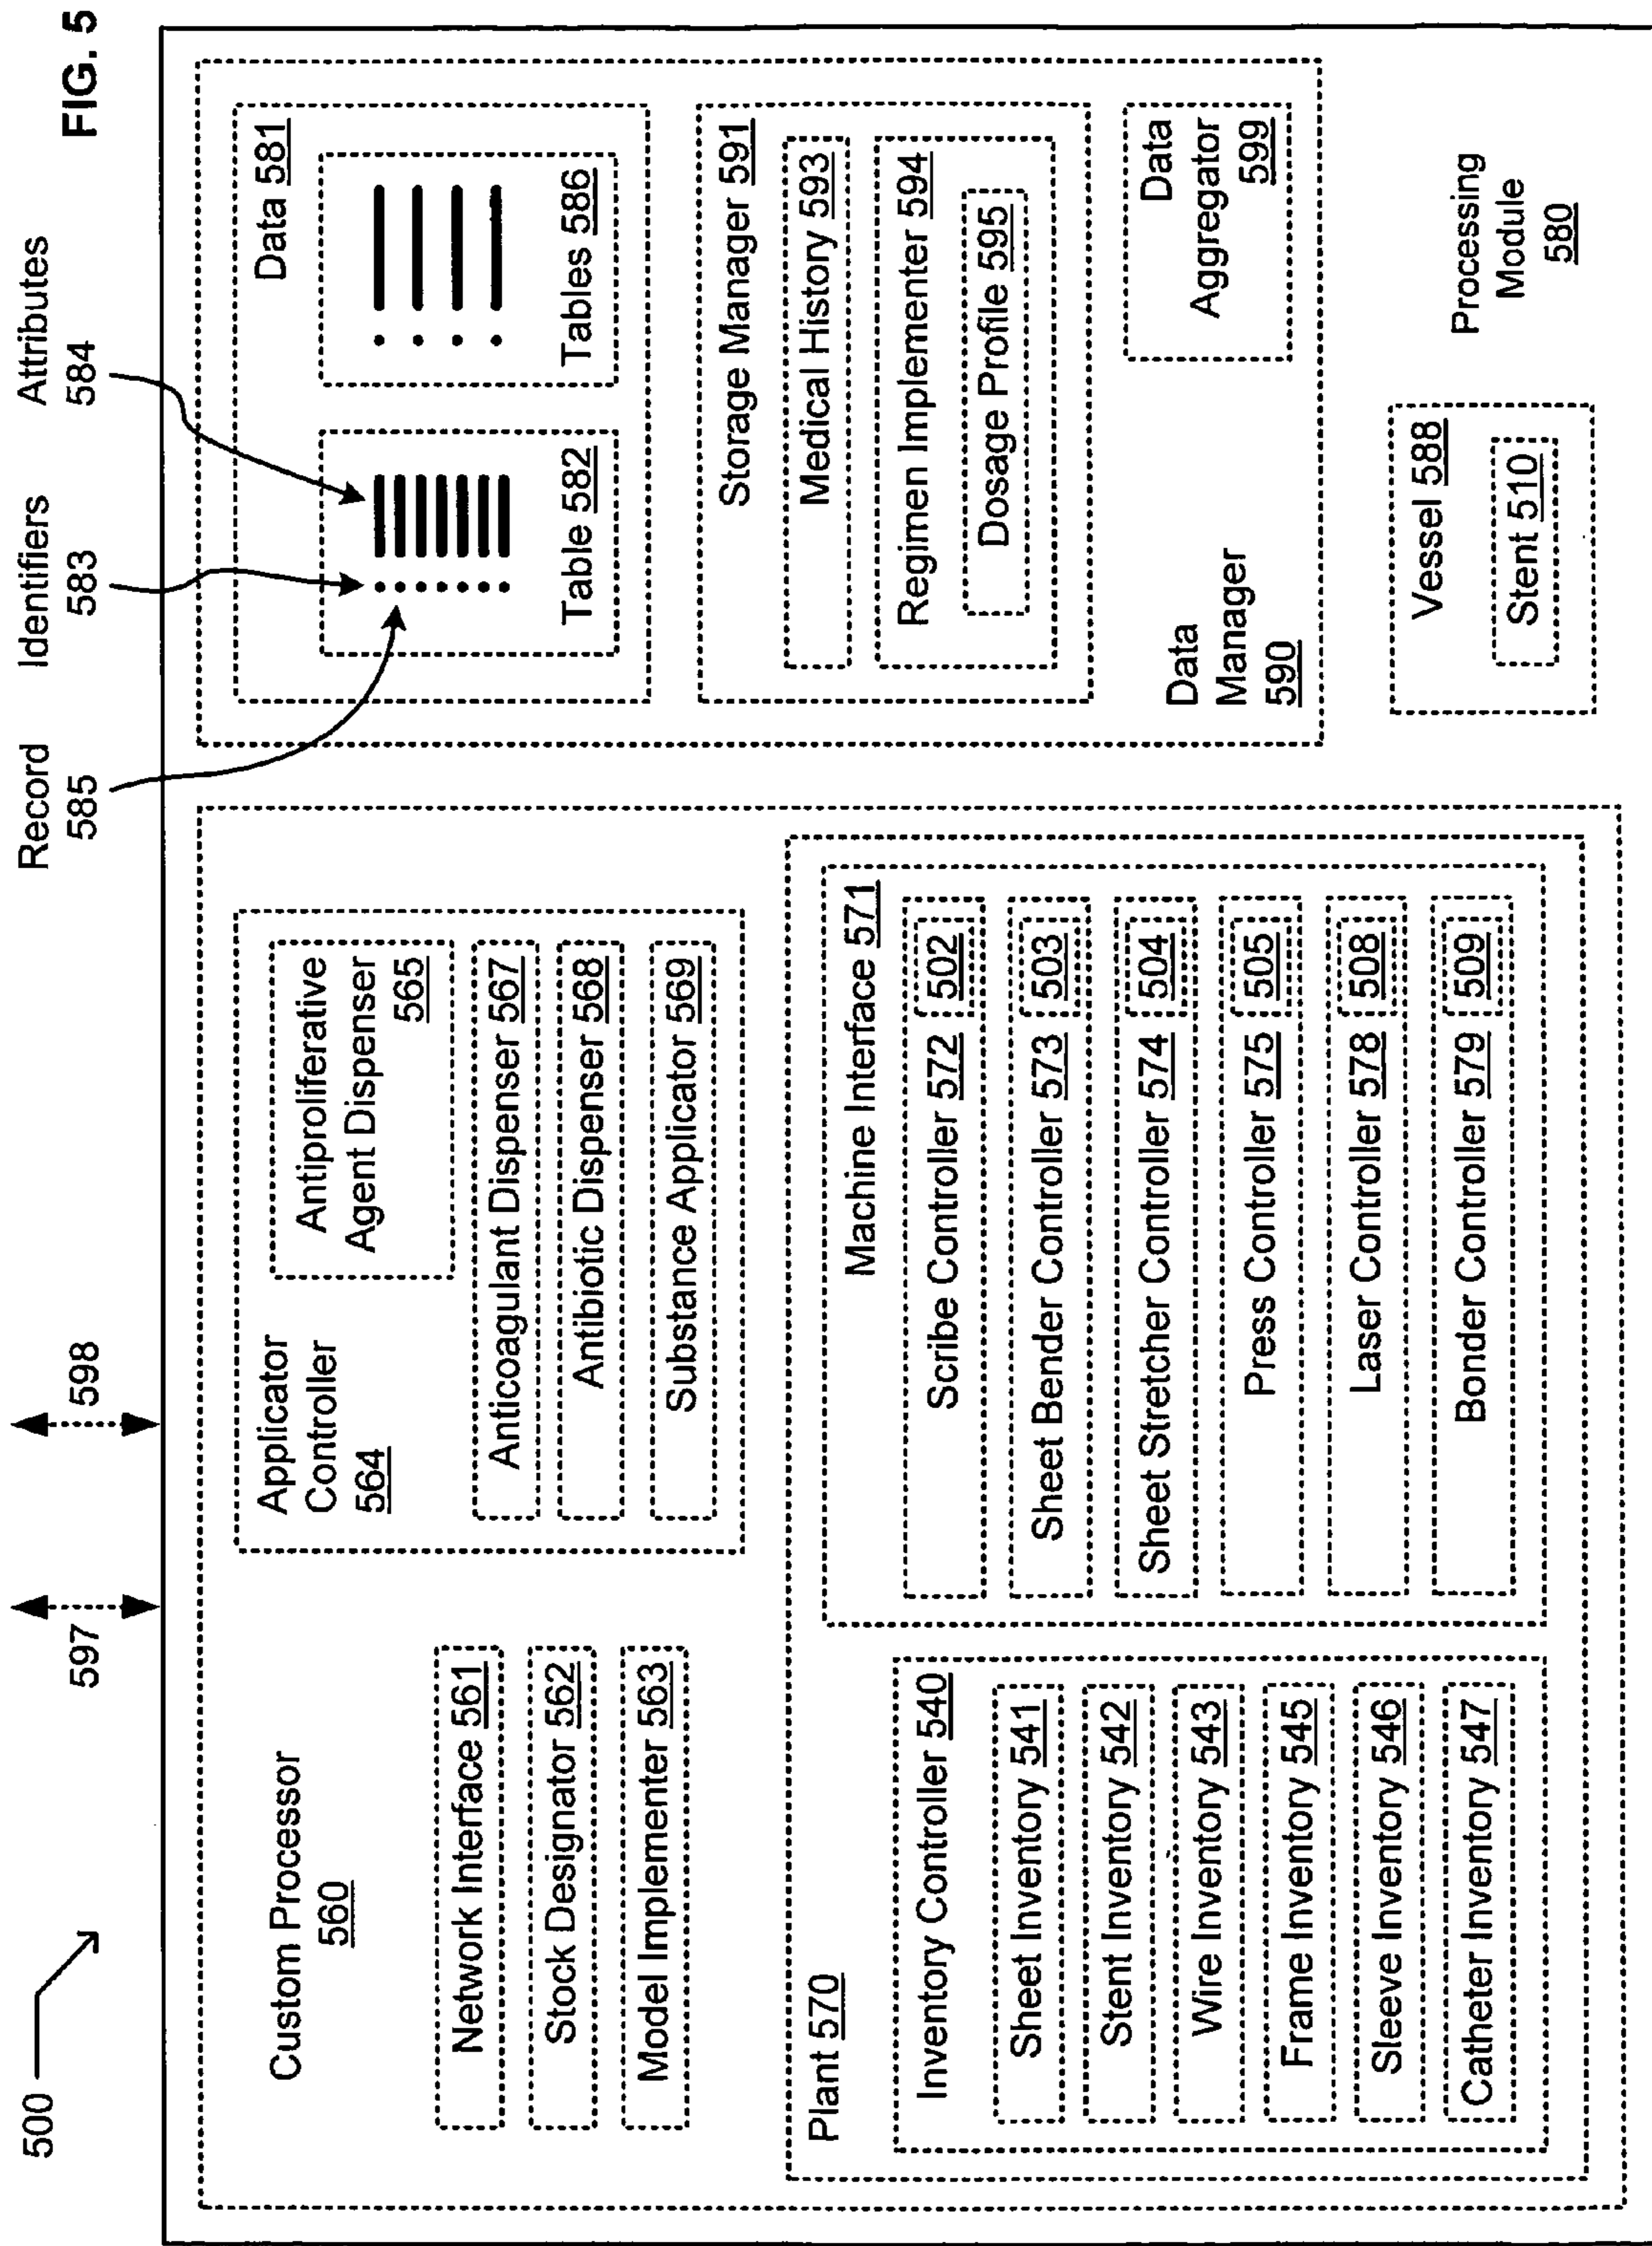 FIG. 5
500
597
598
Record
585
Identifiers
583
Attributes
584
Custom Processor
560
Network Interface 561
Stock Designator 562
Model Implementer 563
Applicator
Controller
564
Antiproliferative
Agent Dispenser
565
Anticoagulant Dispenser 567
Antibiotic Dispenser 568
Substance Applicator 569
Plant 570
Inventory Controller 540
Sheet Inventory 541
Stent Inventory 542
Wire Inventory 543
Frame Inventory 545
Sleeve Inventory 546
Catheter Inventory 547
Machine Interface 571
Scribe Controller 572 502
Sheet Bender Controller 573 503
Sheet Stretcher Controller 574 504
Press Controller 575 505
Laser Controller 578 508
Bonder Controller 579 509
Data 581
Table 582
Tables 586
Storage Manager 591
Medical History 593
Regimen Implementer 594
Dosage Profile 595
Data
Manager
590
Data
Aggregator
599
Vessel 588
Stent 510
Processing
Module
580